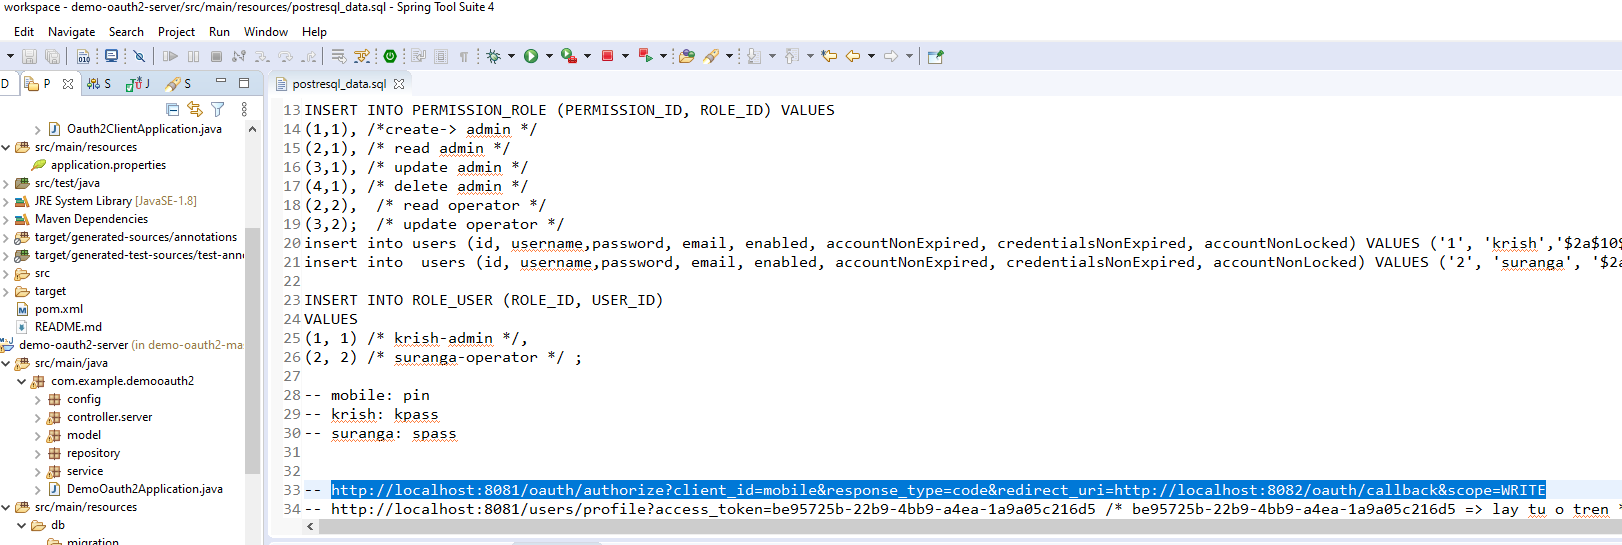 workspace - demo-oauth2-server/src/main/resources/postresql_data.sql - Spring Tool Suite 4
Edit Navigate Search Project Run Window Help
D P S J S
postresql_data.sql
Oauth2ClientApplication.java
src/main/resources
application.properties
src/test/java
JRE System Library [JavaSE-1.8]
Maven Dependencies
target/generated-sources/annotations
target/generated-test-sources/test-ann
src
target
pom.xml
README.md
demo-oauth2-server (in demo-oauth2-ma
src/main/java
com.example.demooauth2
config
controller.server
model
repository
service
DemoOauth2Application.java
src/main/resources
db
migration
13 INSERT INTO PERMISSION_ROLE (PERMISSION_ID, ROLE_ID) VALUES
14 (1,1), /*create-> admin */
15 (2,1), /* read admin */
16 (3,1), /* update admin */
17 (4,1), /* delete admin */
18 (2,2),  /* read operator */
19 (3,2);  /* update operator */
20 insert into users (id, username,password, email, enabled, accountNonExpired, credentialsNonExpired, accountNonLocked) VALUES ('1', 'krish','$2a$10$
21 insert into  users (id, username,password, email, enabled, accountNonExpired, credentialsNonExpired, accountNonLocked) VALUES ('2', 'suranga', '$2a
22
23 INSERT INTO ROLE_USER (ROLE_ID, USER_ID)
24 VALUES
25 (1, 1) /* krish-admin */,
26 (2, 2) /* suranga-operator */ ;
27
28 -- mobile: pin
29 -- krish: kpass
30 -- suranga: spass
31
32
33 -- http://localhost:8081/oauth/authorize?client_id=mobile&response_type=code&redirect_uri=http://localhost:8082/oauth/callback&scope=WRITE
34 -- http://localhost:8081/users/profile?access_token=be95725b-22b9-4bb9-a4ea-1a9a05c216d5 /* be95725b-22b9-4bb9-a4ea-1a9a05c216d5 => lay tu o tren *